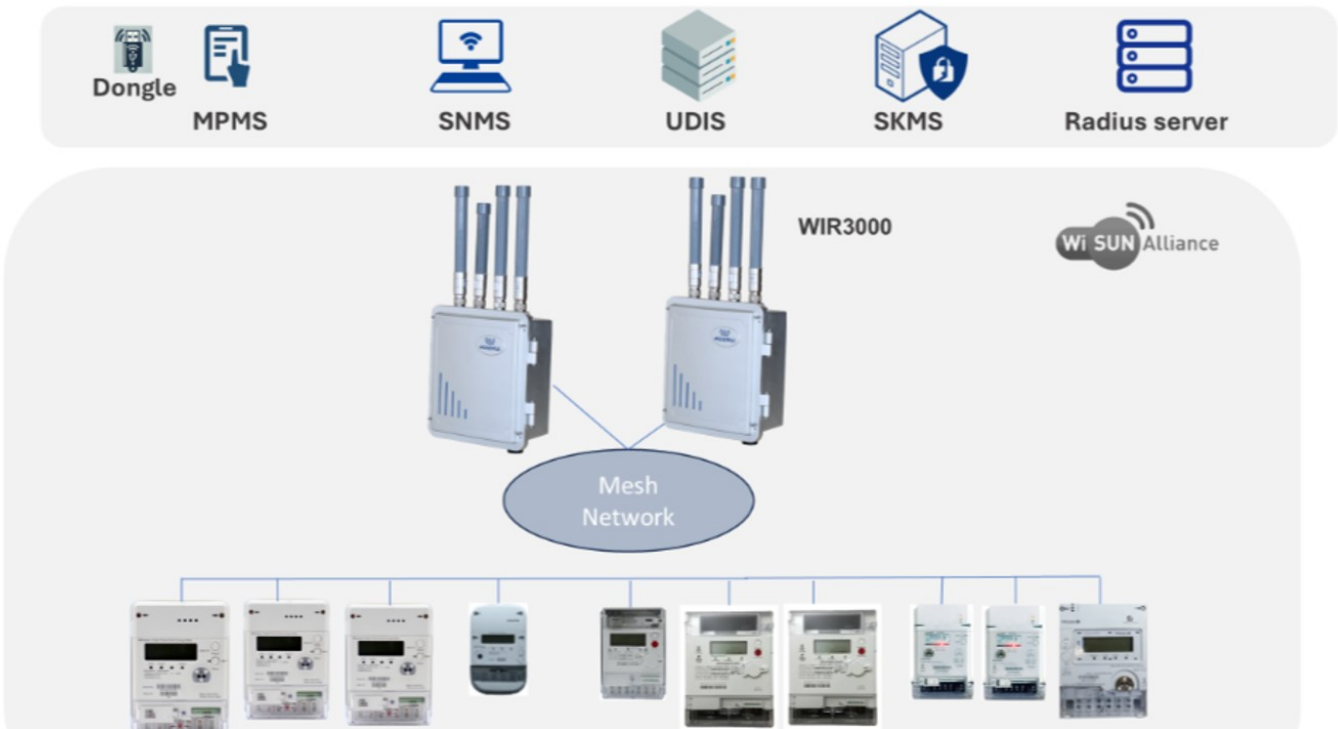 Dongle
MPMS
SNMS
UDIS
SKMS
Radius server
WIR3000
Wi SUN Alliance
Mesh
Network